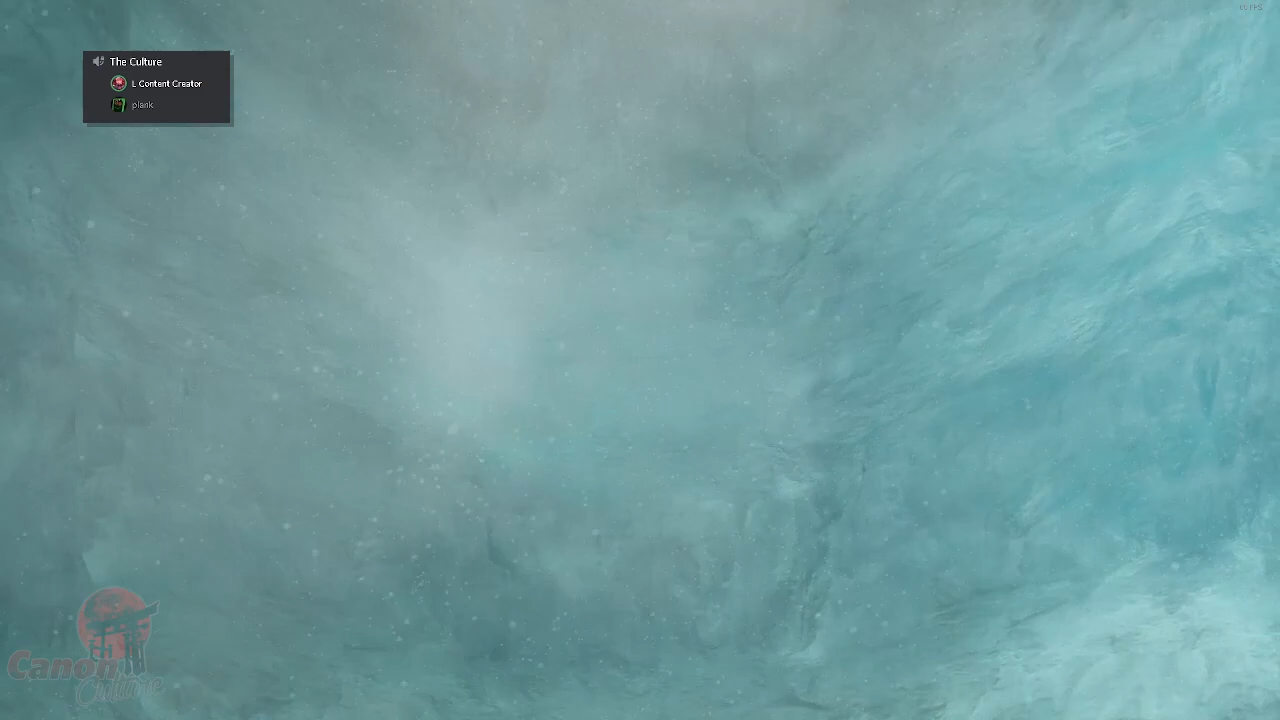 The Culture
L Content Creator
plank
Canon
Culture